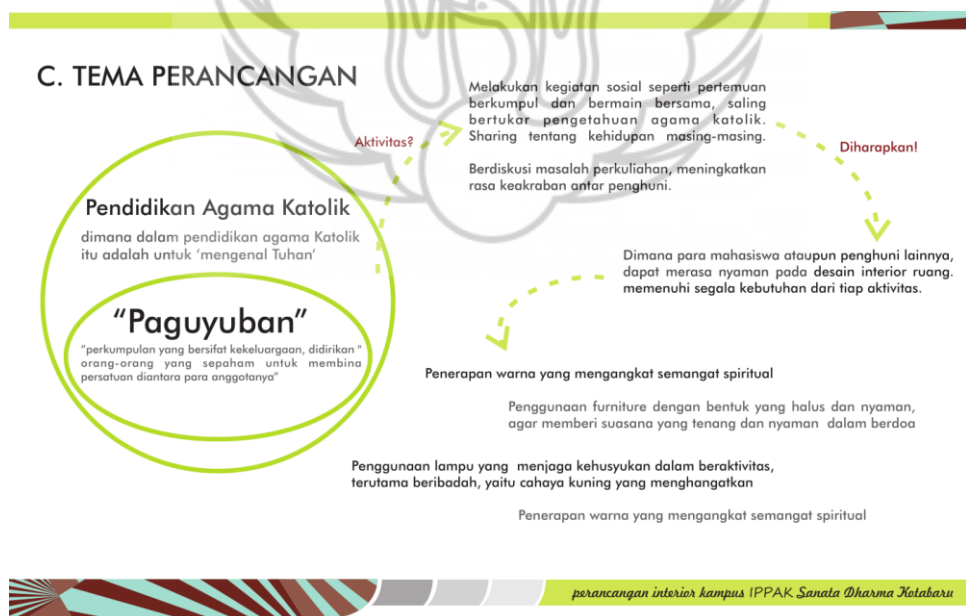 C. TEMA PERANCANGAN
Aktivitas?
Melakukan kegiatan sosial seperti pertemuan
berkumpul dan bermain bersama, saling
bertukar pengetahuan agama katolik.
Sharing tentang kehidupan masing-masing.
Berdiskusi masalah perkuliahan, meningkatkan
rasa keakraban antar penghuni.
Diharapkan!
Pendidikan Agama Katolik
dimana dalam pendidikan agama Katolik
itu adalah untuk ‘mengenal Tuhan’
“Paguyuban”
“perkumpulan yang bersifat kekeluargaan, didirikan "
orang-orang yang sepaham untuk membina
persatuan diantara para anggotanya”
Dimana para mahasiswa ataupun penghuni lainnya,
dapat merasa nyaman pada desain interior ruang.
memenuhi segala kebutuhan dari tiap aktivitas.
Penerapan warna yang mengangkat semangat spiritual
Penggunaan furniture dengan bentuk yang halus dan nyaman,
agar memberi suasana yang tenang dan nyaman dalam berdoa
Penggunaan lampu yang menjaga kehusyukan dalam beraktivitas,
terutama beribadah, yaitu cahaya kuning yang menghangatkan
Penerapan warna yang mengangkat semangat spiritual
perancangan interior kampus IPPAK Sanata Dharma Kotabaru